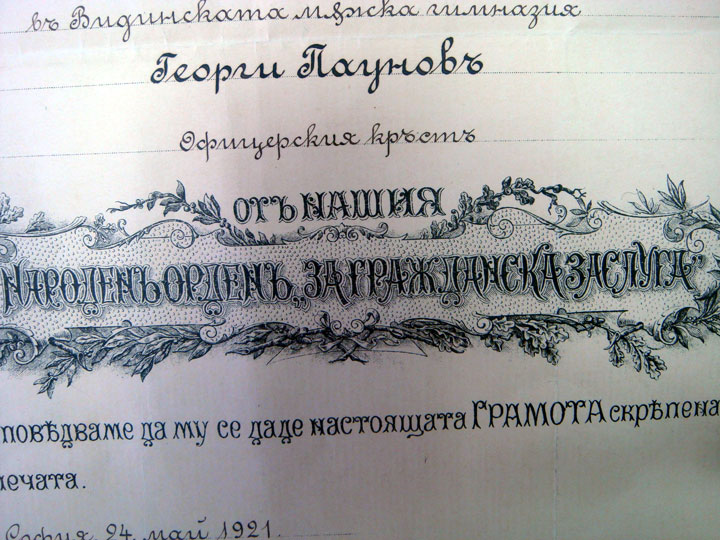 въ Видинската мѫжска гимназия
Георги Пауновъ
Офицерския кръстъ
ОТЪ НАШИЯ
НАРОДЕНЪ ОРДЕНЪ „ЗА ГРАЖДАНСКА ЗАСЛУГА”
повѣдваме да му се даде настоящата ГРАМОТА скрѣпена
печата.
София 24. май 1921.